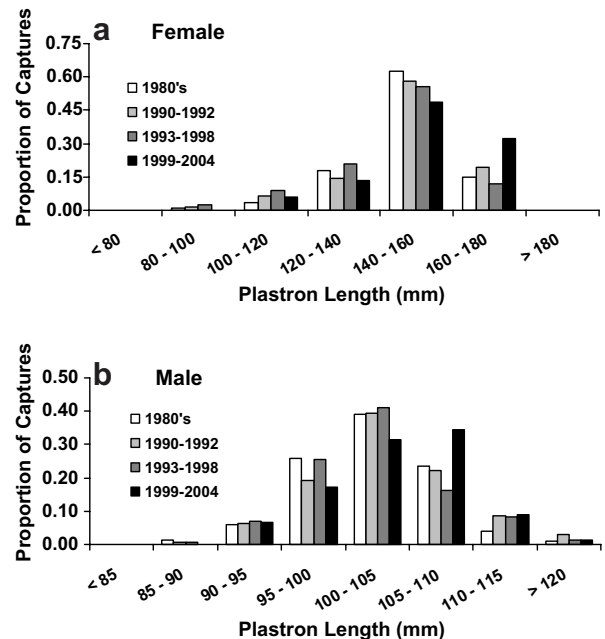 a Female
Proportion of Captures
0.75
0.60
0.45
0.30
0.15
0.00
1980's
1990-1992
1993-1998
1999-2004
< 80
80 - 100
100 - 120
120 - 140
140 - 160
160 - 180
> 180
Plastron Length (mm)
b Male
Proportion of Captures
0.50
0.40
0.30
0.20
0.10
0.00
1980's
1990-1992
1993-1998
1999-2004
< 85
85 - 90
90 - 95
95 - 100
100 - 105
105 - 110
110 - 115
> 120
Plastron Length (mm)